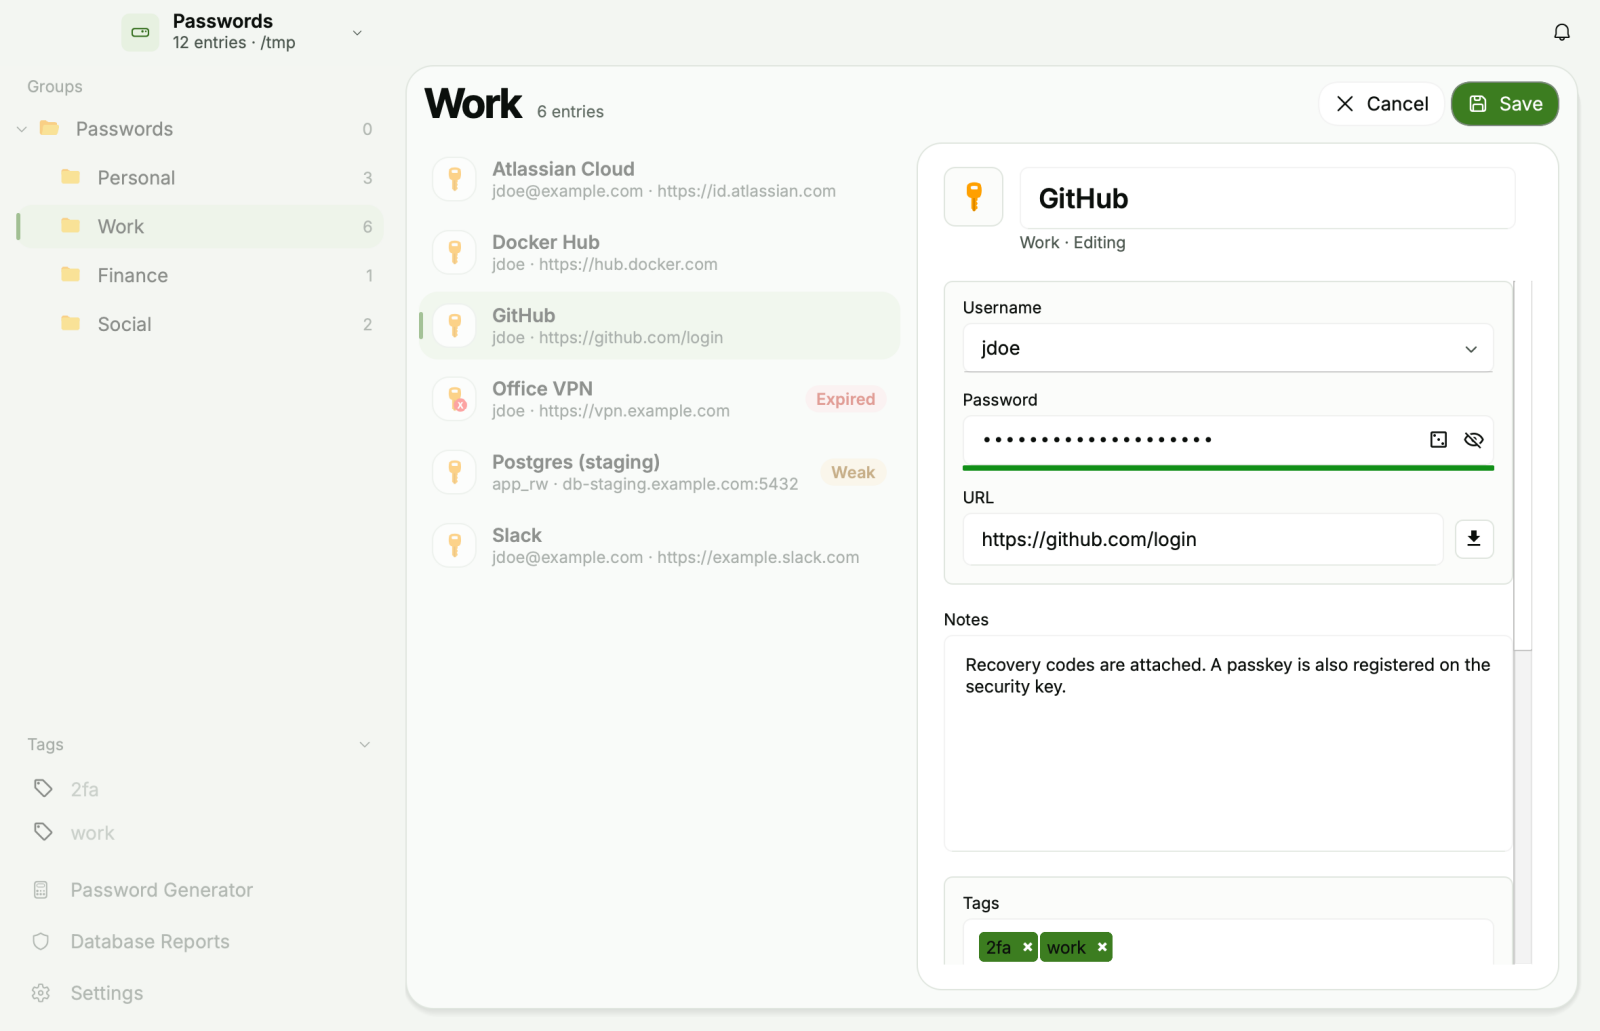 Passwords
12 entries · /tmp
Groups
Passwords 0
Personal 3
Work 6
Finance 1
Social 2
Tags
2fa
work
Password Generator
Database Reports
Settings
Work 6 entries
Cancel
Save
Atlassian Cloud
jdoe@example.com · https://id.atlassian.com
Docker Hub
jdoe · https://hub.docker.com
GitHub
jdoe · https://github.com/login
Office VPN
jdoe · https://vpn.example.com
Expired
Postgres (staging)
app_rw · db-staging.example.com:5432
Weak
Slack
jdoe@example.com · https://example.slack.com
GitHub
Work · Editing
Username
jdoe
Password
••••••••••••••••••••
URL
https://github.com/login
Notes
Recovery codes are attached. A passkey is also registered on the
security key.
Tags
2fa × work ×